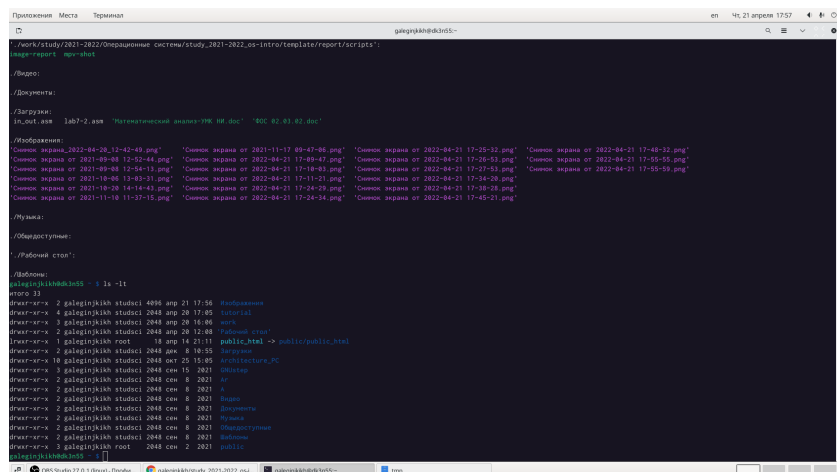 Приложения Места Терминал en Чт, 21 апреля 17:57
galeginjkikh@dk3n55:~
'./work/study/2021-2022/Операционные системы/study_2021-2022_os-intro/template/report/scripts':
image-report mpv-shot
./Видео:
./Документы:
./Загрузки:
in_out.asm lab7-2.asm 'Математический анализ-УМК НИ.doc' 'ФОС 02.03.02.doc'
./Изображения:
'Снимок экрана_2022-04-20_12-42-49.png' 'Снимок экрана от 2021-11-17 09-47-06.png' 'Снимок экрана от 2022-04-21 17-25-32.png' 'Снимок экрана от 2022-04-21 17-48-32.png'
'Снимок экрана от 2021-09-08 12-52-44.png' 'Снимок экрана от 2022-04-21 17-09-47.png' 'Снимок экрана от 2022-04-21 17-26-53.png' 'Снимок экрана от 2022-04-21 17-55-55.png'
'Снимок экрана от 2021-09-08 12-54-13.png' 'Снимок экрана от 2022-04-21 17-10-03.png' 'Снимок экрана от 2022-04-21 17-27-53.png' 'Снимок экрана от 2022-04-21 17-55-59.png'
'Снимок экрана от 2021-10-06 13-03-31.png' 'Снимок экрана от 2022-04-21 17-11-21.png' 'Снимок экрана от 2022-04-21 17-34-20.png'
'Снимок экрана от 2021-10-20 14-14-43.png' 'Снимок экрана от 2022-04-21 17-24-29.png' 'Снимок экрана от 2022-04-21 17-38-28.png'
'Снимок экрана от 2021-11-10 11-37-15.png' 'Снимок экрана от 2022-04-21 17-24-34.png' 'Снимок экрана от 2022-04-21 17-45-21.png'
./Музыка:
./Общедоступные:
'./Рабочий стол':
./Шаблоны:
galeginjkikh@dk3n55 ~ $ ls -lt
итого 33
drwxr-xr-x 2 galeginjkikh studsci 4096 апр 21 17:56 Изображения
drwxr-xr-x 4 galeginjkikh studsci 2048 апр 20 17:05 tutorial
drwxr-xr-x 3 galeginjkikh studsci 2048 апр 20 16:06 work
drwxr-xr-x 2 galeginjkikh studsci 2048 апр 20 12:08 'Рабочий стол'
lrwxr-xr-x 1 galeginjkikh root 18 апр 14 21:11 public_html -> public/public_html
drwxr-xr-x 2 galeginjkikh studsci 2048 дек 8 10:55 Загрузки
drwxr-xr-x 10 galeginjkikh studsci 2048 окт 25 15:05 Architecture_PC
drwxr-xr-x 3 galeginjkikh studsci 2048 сен 15 2021 GNUstep
drwxr-xr-x 2 galeginjkikh studsci 2048 сен 8 2021 Аг
drwxr-xr-x 2 galeginjkikh studsci 2048 сен 8 2021 А
drwxr-xr-x 2 galeginjkikh studsci 2048 сен 8 2021 Видео
drwxr-xr-x 2 galeginjkikh studsci 2048 сен 8 2021 Документы
drwxr-xr-x 2 galeginjkikh studsci 2048 сен 8 2021 Музыка
drwxr-xr-x 2 galeginjkikh studsci 2048 сен 8 2021 Общедоступные
drwxr-xr-x 2 galeginjkikh studsci 2048 сен 8 2021 Шаблоны
drwxr-xr-x 3 galeginjkikh root 2048 сен 2 2021 public
galeginjkikh@dk3n55 ~ $
OBS Studio 27.0.1 (linux) - Профи... galeginjkikh/study_2021-2022_os-i... galeginjkikh@dk3n55:~ tmp